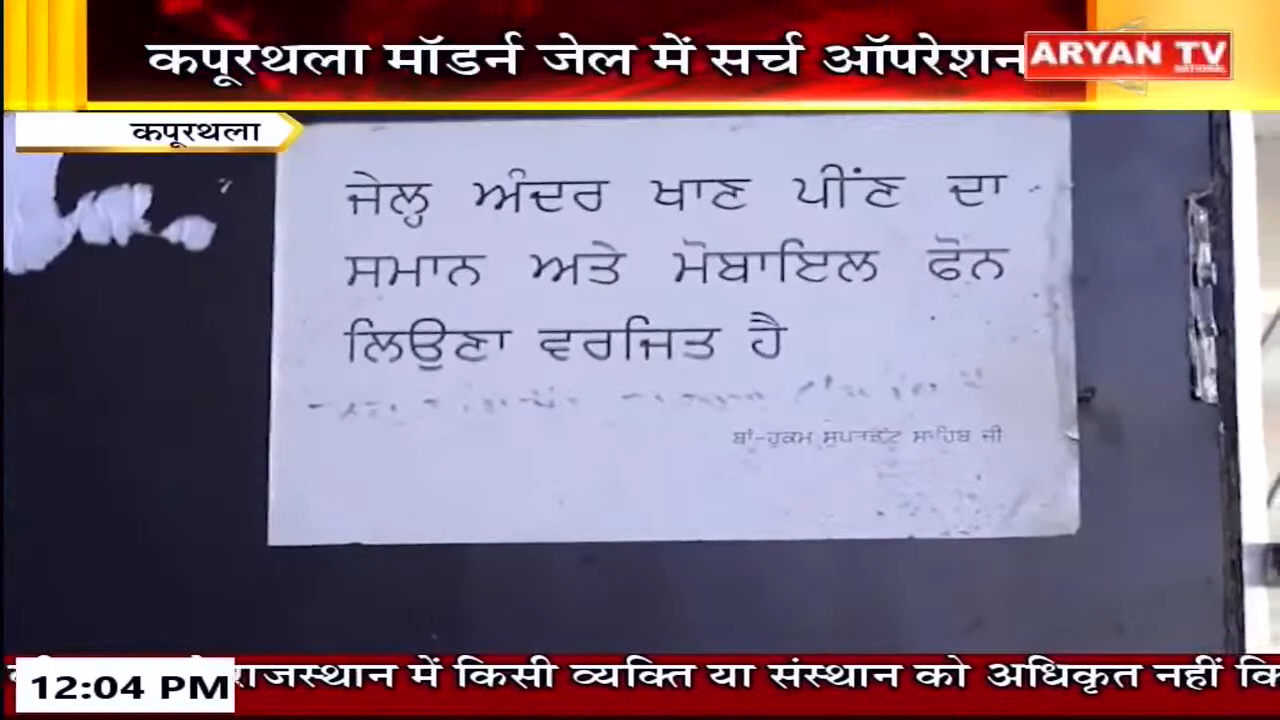 कपूरथला मॉडर्न जेल में सर्च ऑपरेशन
ARYAN TV
NATIONAL
कपूरथला
ਜੇਲ੍ਹ ਅੰਦਰ ਖਾਣ ਪੀਂਣ ਦਾ
ਸਮਾਨ ਅਤੇ ਮੋਬਾਇਲ ਫੋਨ
ਲਿਉਣਾ ਵਰਜਿਤ ਹੈ
ਬਾਂ-ਹੁਕਮ ਸੁਪਰਡੈਂਟ ਸਾਹਿਬ ਜੀ
12:04 PM
राजस्थान में किसी व्यक्ति या संस्थान को अधिकृत नहीं